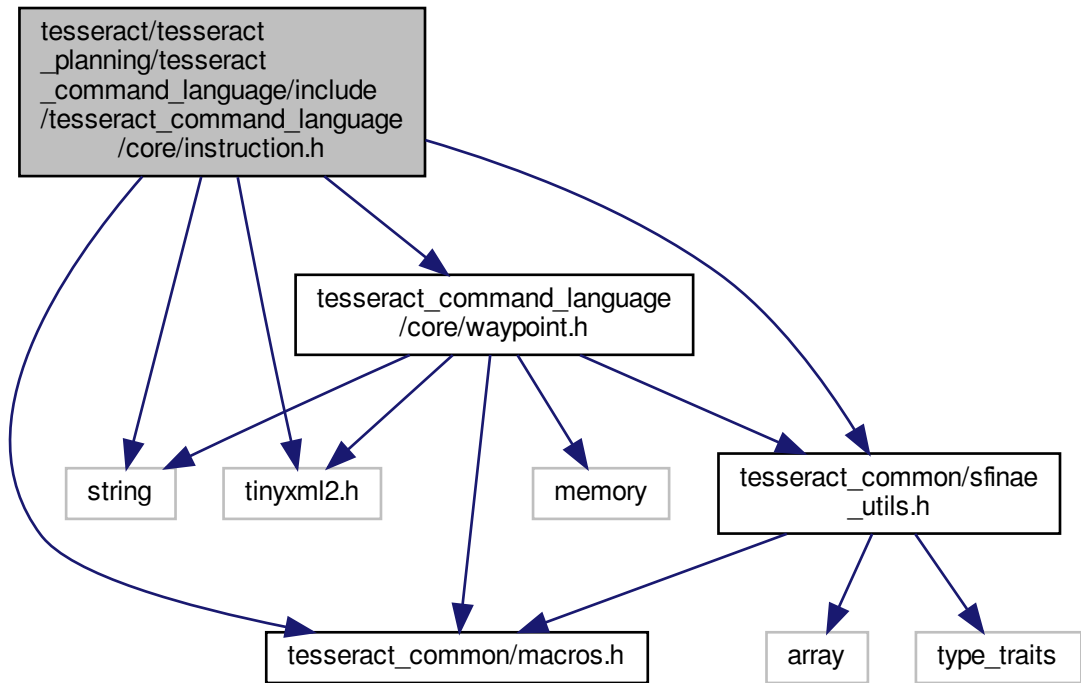 tesseract/tesseract
_planning/tesseract
_command_language/include
/tesseract_command_language
/core/instruction.h
tesseract_command_language
/core/waypoint.h
string
tinyxml2.h
memory
tesseract_common/sfinae
_utils.h
tesseract_common/macros.h
array
type_traits